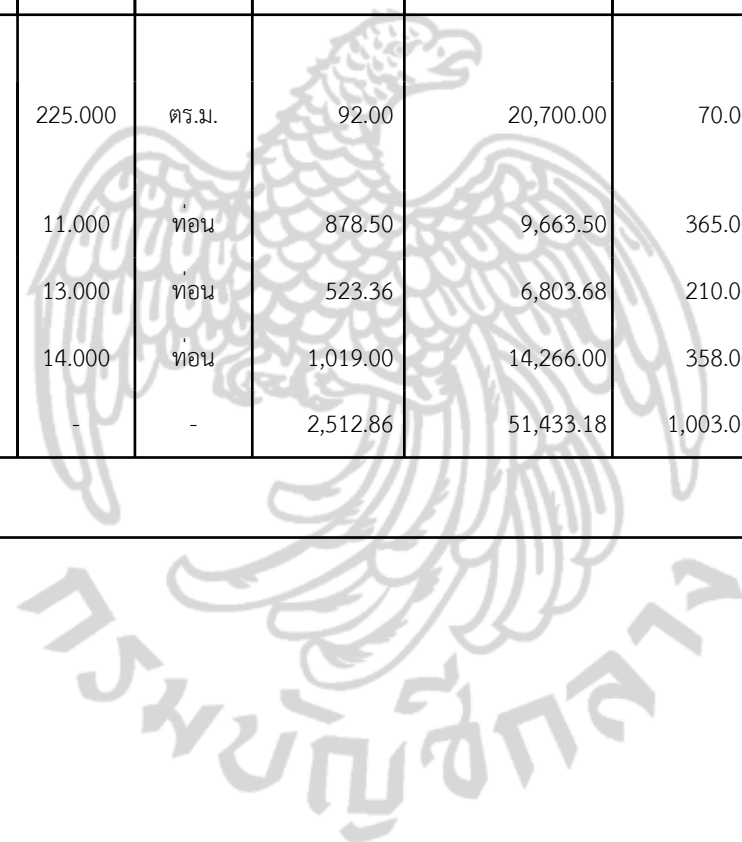 225.000 ตร.ม. 92.00 20,700.00 70.0
11.000 ท่อน 878.50 9,663.50 365.0
13.000 ท่อน 523.36 6,803.68 210.0
14.000 ท่อน 1,019.00 14,266.00 358.0
- - 2,512.86 51,433.18 1,003.0
กรมบัญชีกลาง